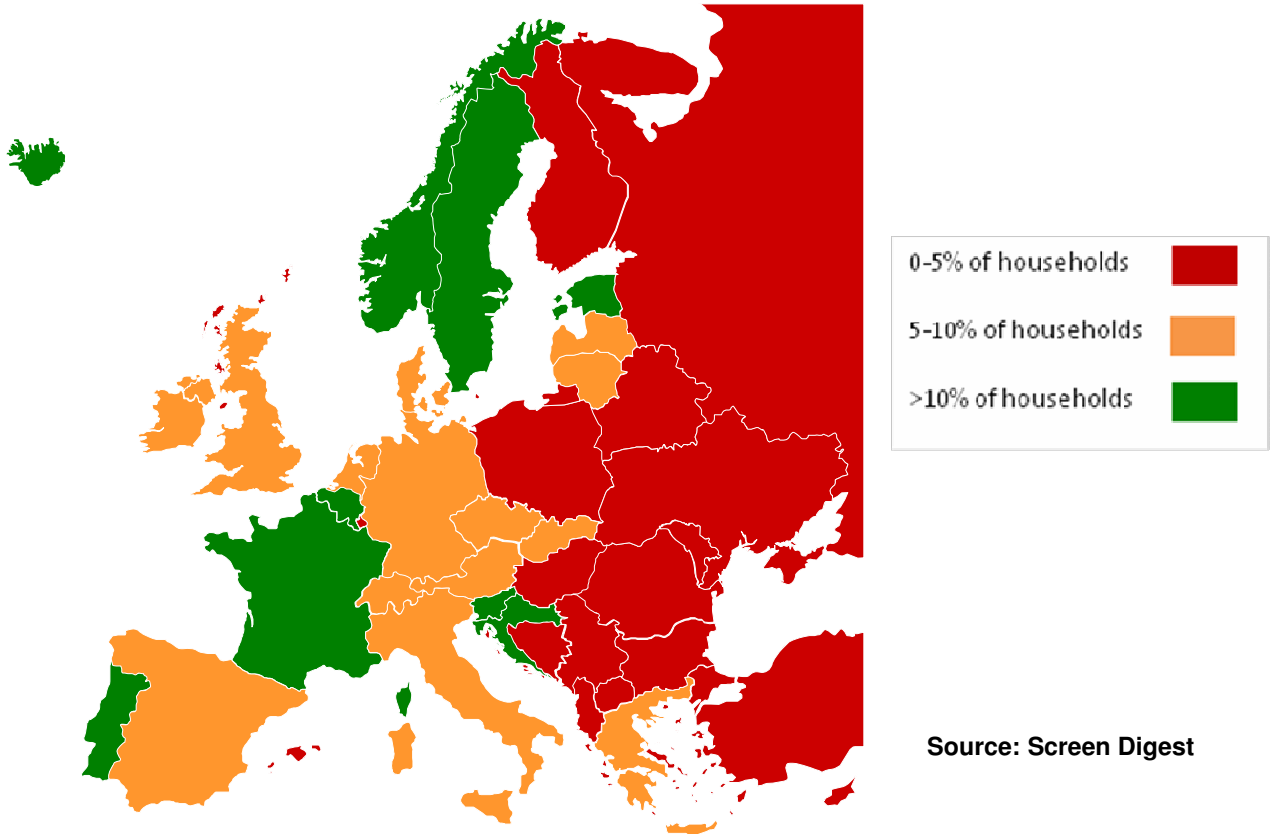 0-5% of households
5-10% of households
>10% of households
Source: Screen Digest